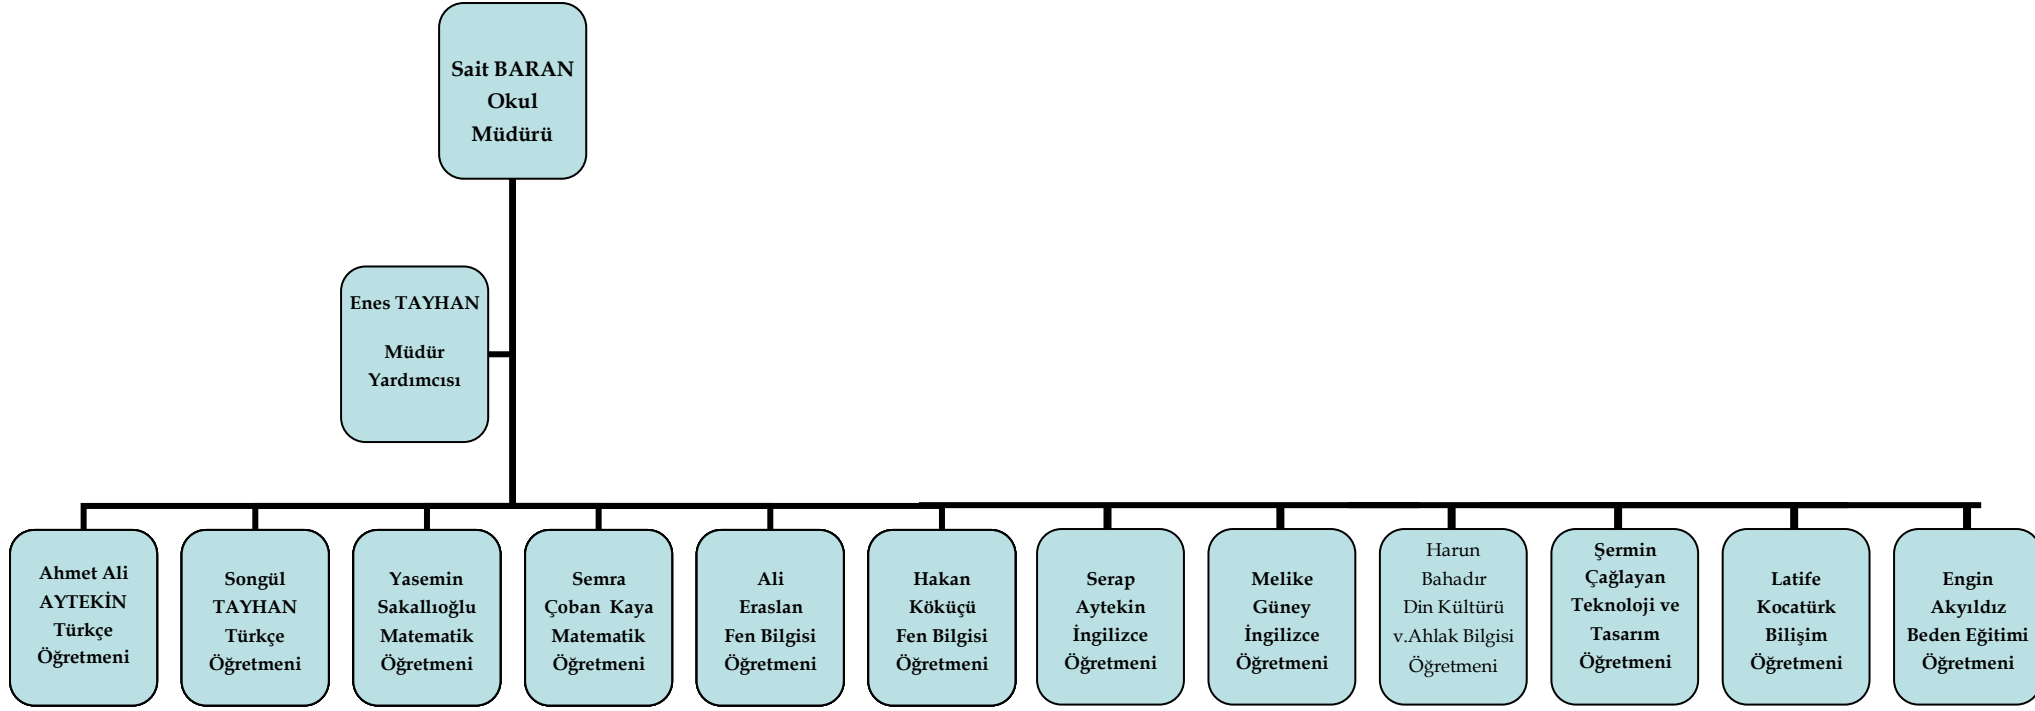 Sait BARAN
Okul
Müdürü
Enes TAYHAN
Müdür
Yardımcısı
Ahmet Ali
AYTEKİN
Türkçe
Öğretmeni
Songül
TAYHAN
Türkçe
Öğretmeni
Yasemin
Sakallıoğlu
Matematik
Öğretmeni
Semra
Çoban  Kaya
Matematik
Öğretmeni
Ali
Eraslan
Fen Bilgisi
Öğretmeni
Hakan
Köküçü
Fen Bilgisi
Öğretmeni
Serap
Aytekin
İngilizce
Öğretmeni
Melike
Güney
İngilizce
Öğretmeni
Harun
Bahadır
Din Kültürü
v.Ahlak Bilgisi
Öğretmeni
Şermin
Çağlayan
Teknoloji ve
Tasarım
Öğretmeni
Latife
Kocatürk
Bilişim
Öğretmeni
Engin
Akyıldız
Beden Eğitimi
Öğretmeni